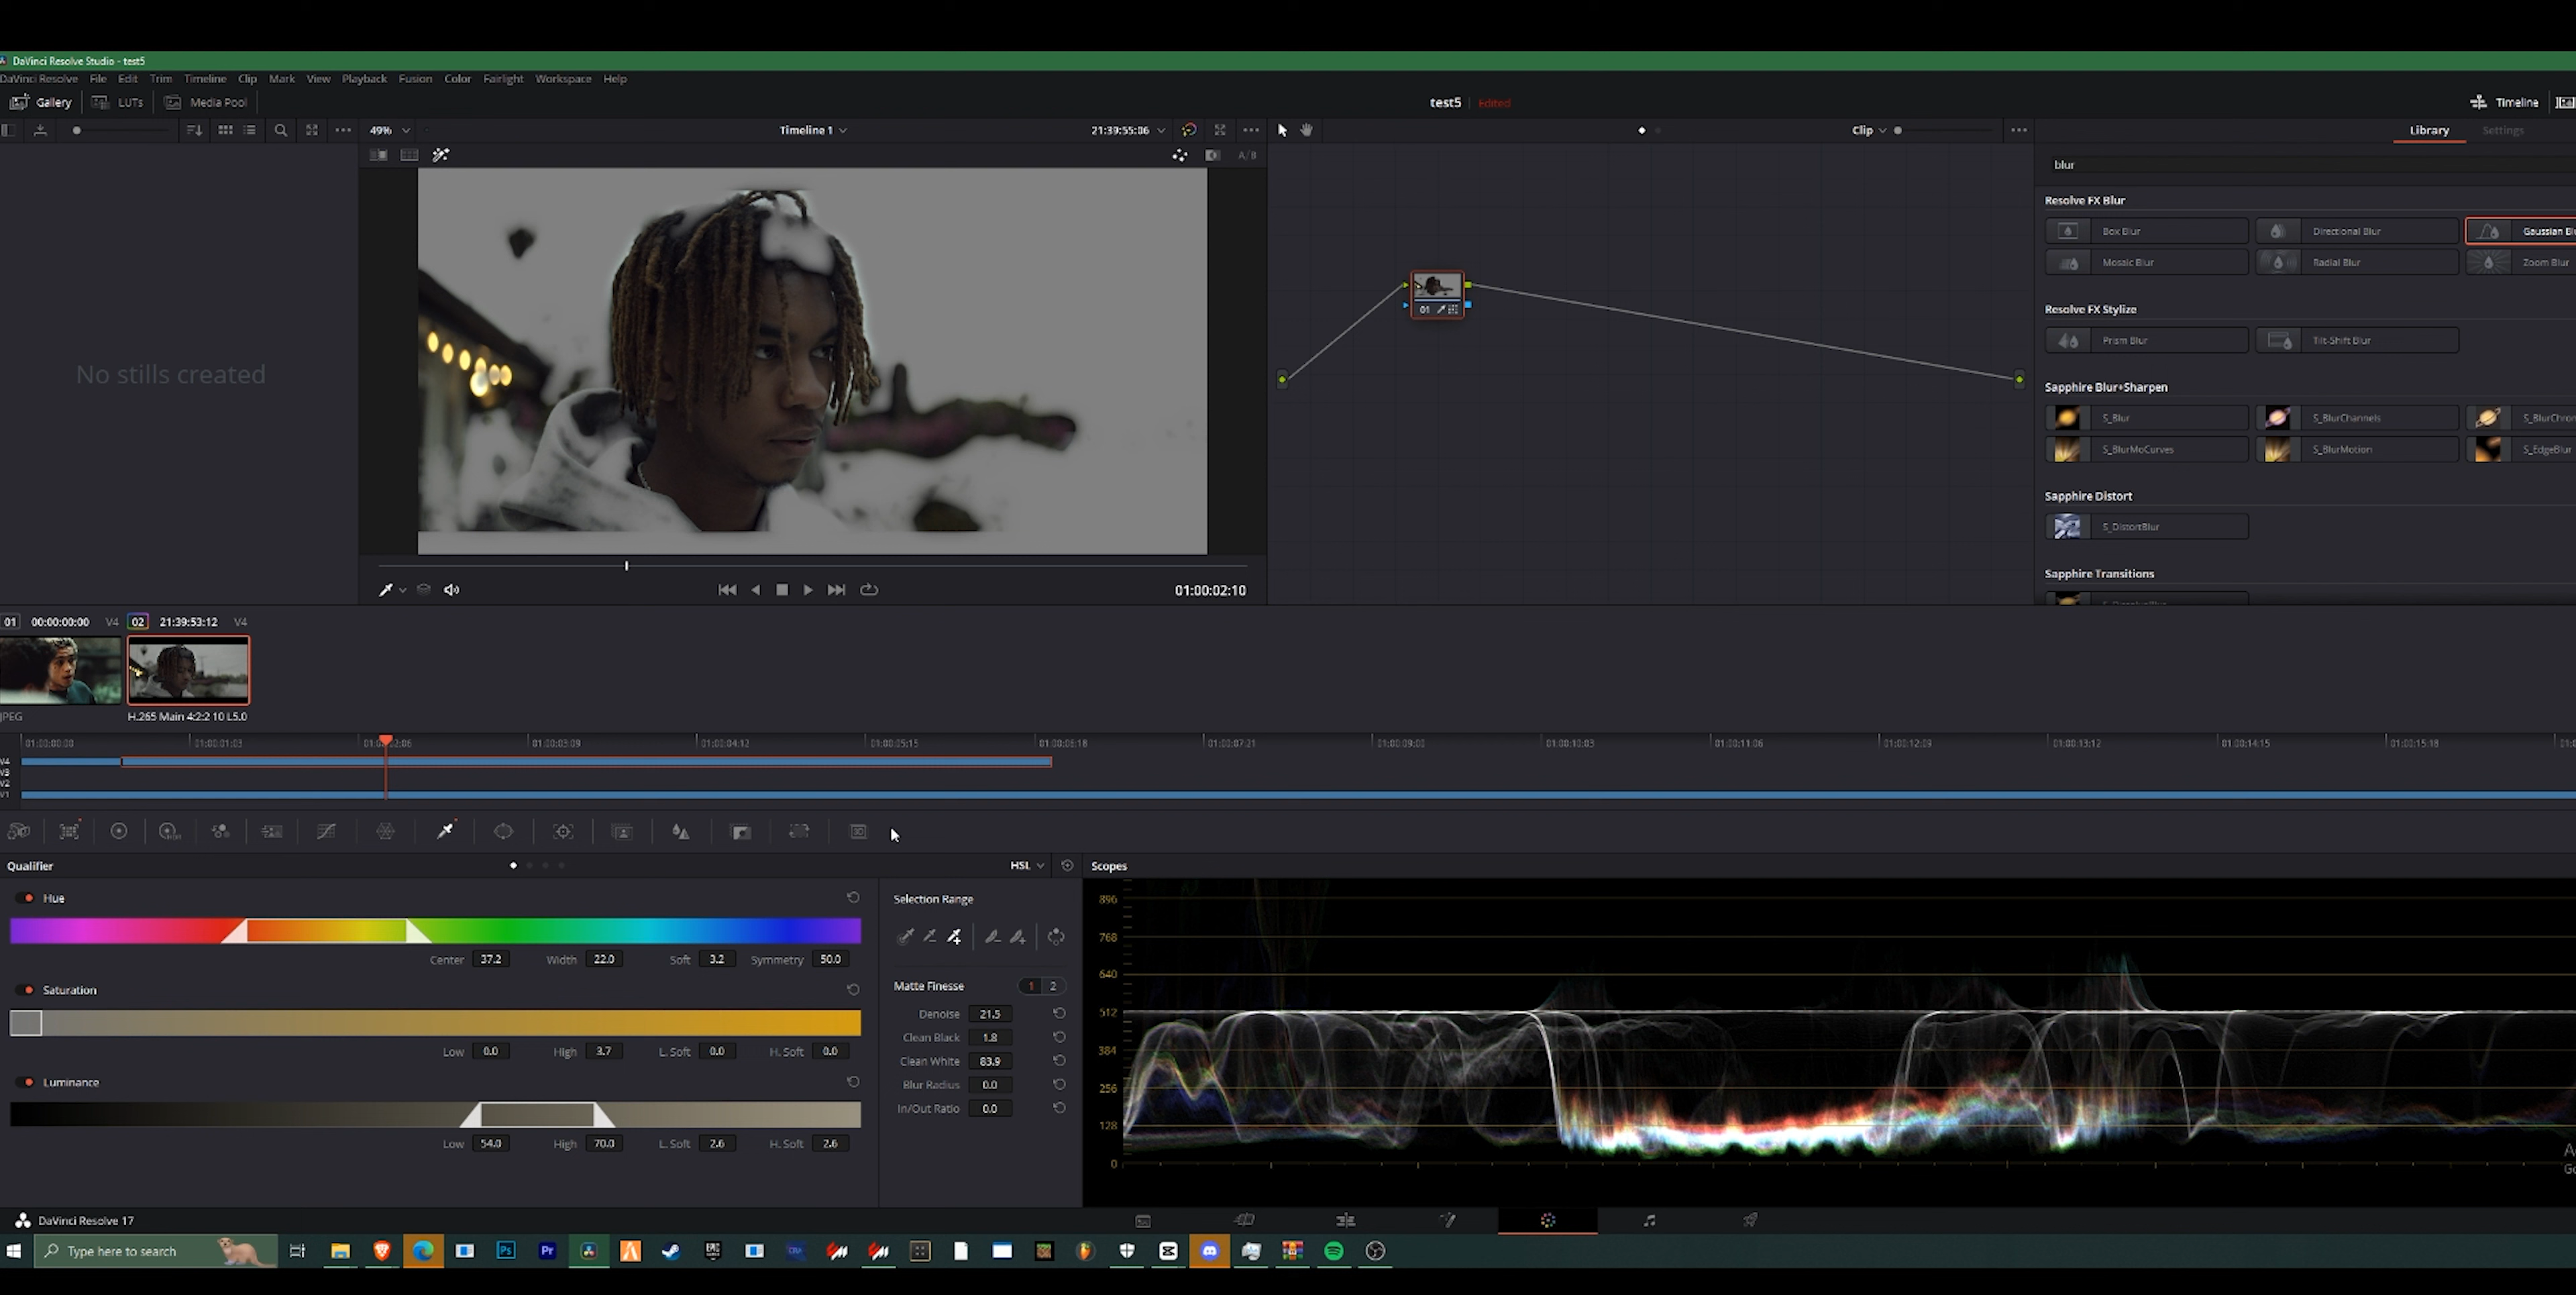 DaVinci Resolve Studio - test5
DaVinci Resolve File Edit Trim Timeline Clip Mark View Playback Fusion Color Fairlight Workspace Help
Gallery LUTs Media Pool test5 Edited Timeline
49% Timeline 1 21:39:55:06 Clip Library Settings
A/B
blur
Resolve FX Blur
Box Blur Directional Blur Gaussian Blu
Mosaic Blur Radial Blur Zoom Blur
Resolve FX Stylize
Prism Blur Tilt-Shift Blur
No stills created
01
Sapphire Blur+Sharpen
S_Blur S_BlurChannels S_BlurChro
S_BlurMoCurves S_BlurMotion S_EdgeBlur
Sapphire Distort
S_DistortBlur
Sapphire Transitions
01:00:02:10
01 00:00:00:00 V4 02 21:39:53:12 V4
JPEG H.265 Main 4:2:2 10 L5.0
01:00:00:00 01:00:01:03 01:00:03:09 01:00:04:12 01:00:05:15 01:00:06:18 01:00:07:21 01:00:09:00 01:00:10:03 01:00:11:06 01:00:12:09 01:00:13:12 01:00:14:15 01:00:15:18
V4
V3
V2
V1
3D
Qualifier HSL Scopes
Hue
Center 37.2 Width 22.0 Soft 3.2 Symmetry 50.0
Saturation
Low 0.0 High 3.7 L. Soft 0.0 H. Soft 0.0
Luminance
Low 54.0 High 70.0 L. Soft 2.6 H. Soft 2.6
Selection Range
Matte Finesse 1 2
Denoise 21.5
Clean Black 1.8
Clean White 83.9
Blur Radius 0.0
In/Out Ratio 0.0
896
768
640
512
384
256
128
0
A
Go
DaVinci Resolve 17
Type here to search
Ps
Pr